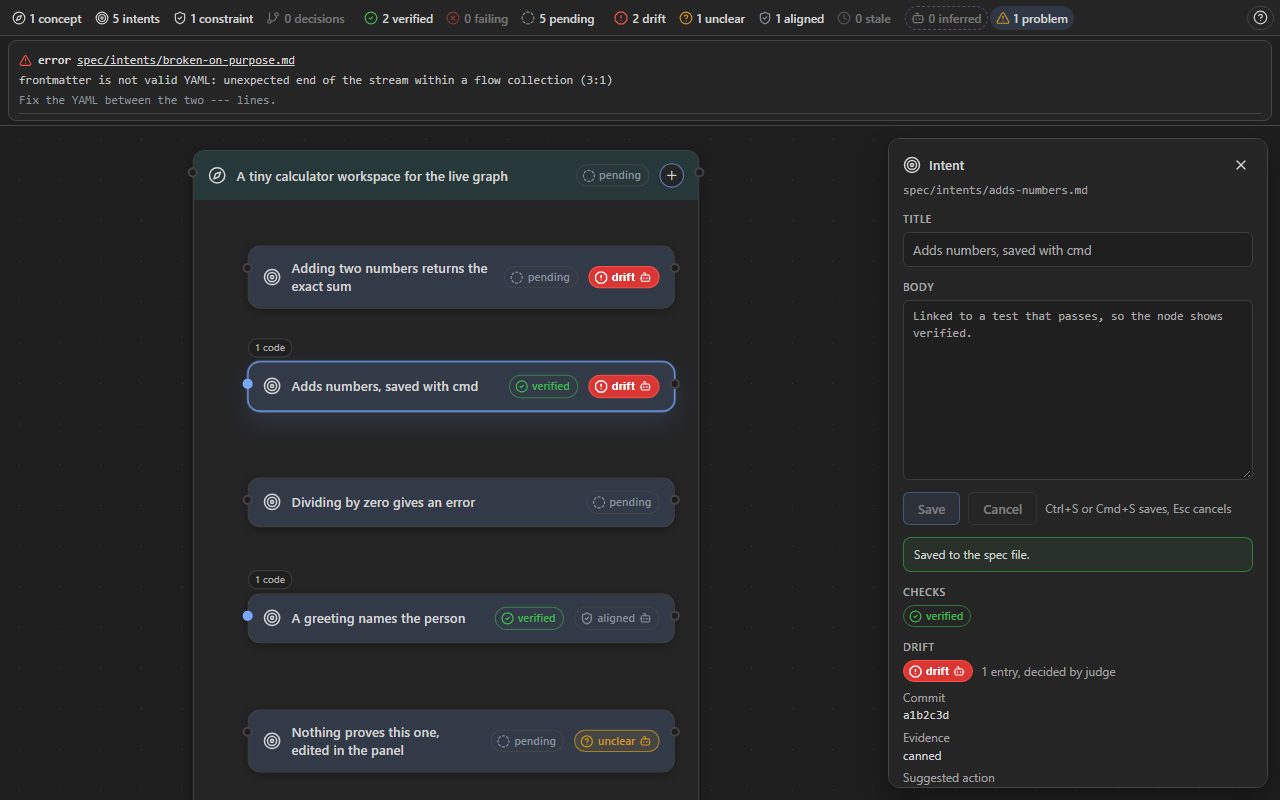 1 concept 5 intents 1 constraint 0 decisions 2 verified 0 failing 5 pending 2 drift 1 unclear 1 aligned 0 stale 0 inferred 1 problem
error spec/intents/broken-on-purpose.md
frontmatter is not valid YAML: unexpected end of the stream within a flow collection (3:1)
Fix the YAML between the two --- lines.
A tiny calculator workspace for the live graph pending
Adding two numbers returns the
exact sum
pending drift
1 code
Adds numbers, saved with cmd verified drift
Dividing by zero gives an error pending
1 code
A greeting names the person verified aligned
Nothing proves this one,
edited in the panel
pending unclear
Intent
spec/intents/adds-numbers.md
TITLE
Adds numbers, saved with cmd
BODY
Linked to a test that passes, so the node shows
verified.
Save Cancel Ctrl+S or Cmd+S saves, Esc cancels
Saved to the spec file.
CHECKS
verified
DRIFT
drift 1 entry, decided by judge
Commit
a1b2c3d
Evidence
canned
Suggested action